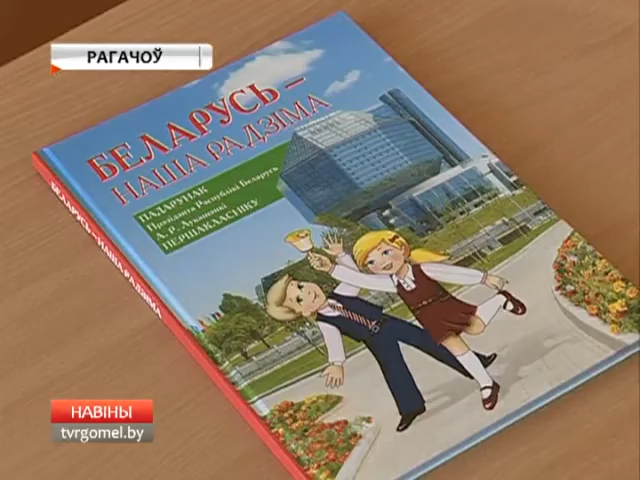 РАГАЧОЎ
БЕЛАРУСЬ –
НАША РАДЗІМА
ПАДАРУНАК
Прэзідэнта Рэспублікі Беларусь
А. Р. Лукашэнкі
ПЕРШАКЛАСНІКУ
БЕЛАРУСЬ – НАША РАДЗІМА
НАВІНЫ
tvrgomel.by